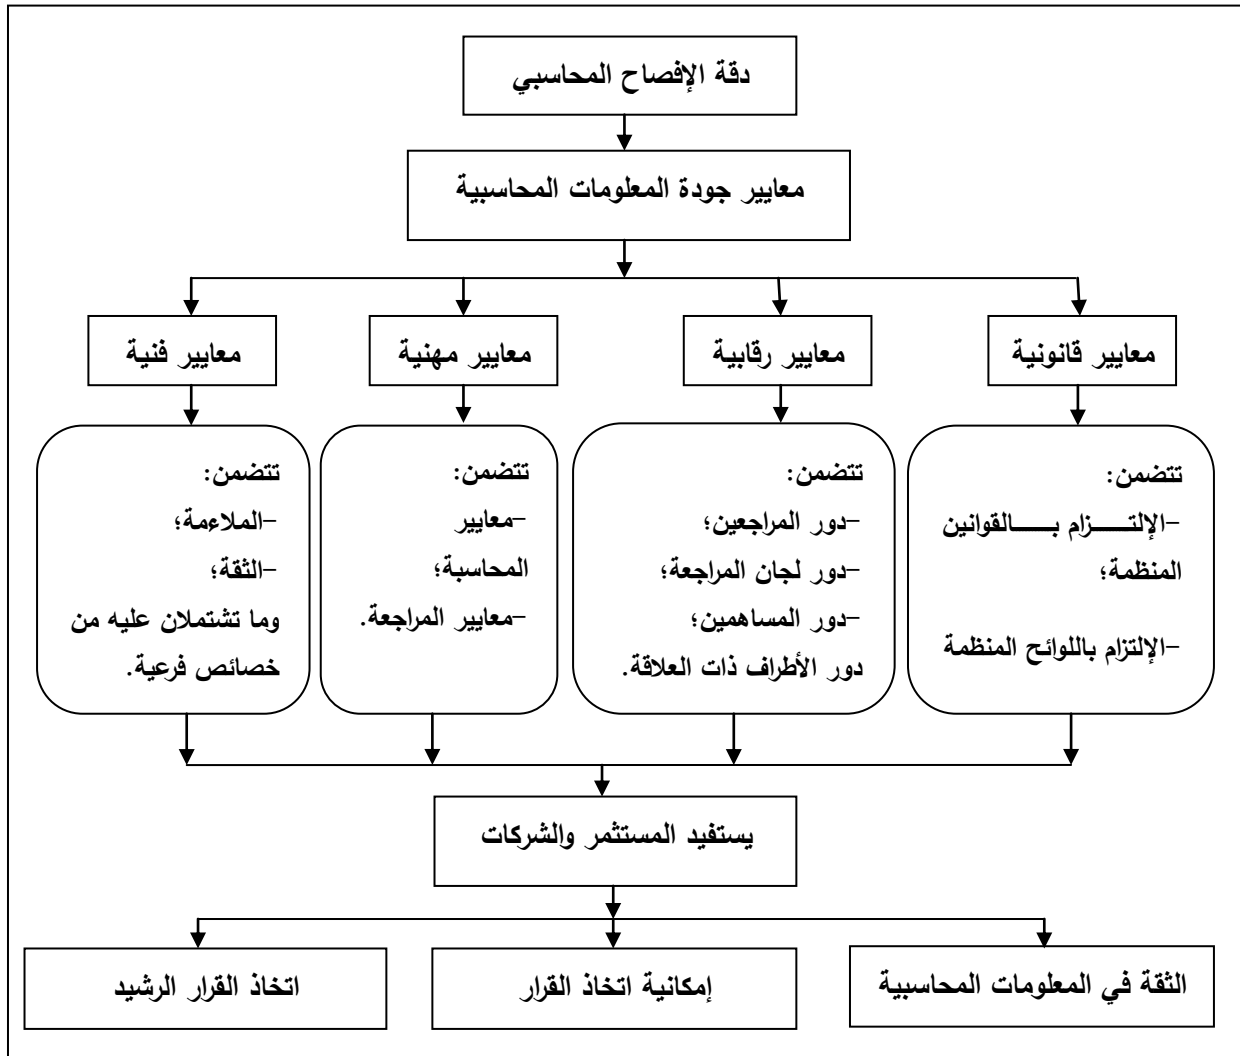 دقة الإفصاح المحاسبي
معايير جودة المعلومات المحاسبية
معايير قانونية
معايير رقابية
معايير مهنية
معايير فنية
تتضمن:
-الإلتــــزام بـــالقوانين
المنظمة؛
-الإلتزام باللوائح المنظمة
تتضمن:
-دور المراجعين؛
-دور لجان المراجعة؛
-دور المساهمين؛
دور الأطراف ذات العلاقة.
تتضمن:
-معايير
المحاسبة؛
-معايير المراجعة.
تتضمن:
-الملاءمة؛
-الثقة؛
وما تشتملان عليه من
خصائص فرعية.
يستفيد المستثمر والشركات
الثقة في المعلومات المحاسبية
إمكانية اتخاذ القرار
اتخاذ القرار الرشيد